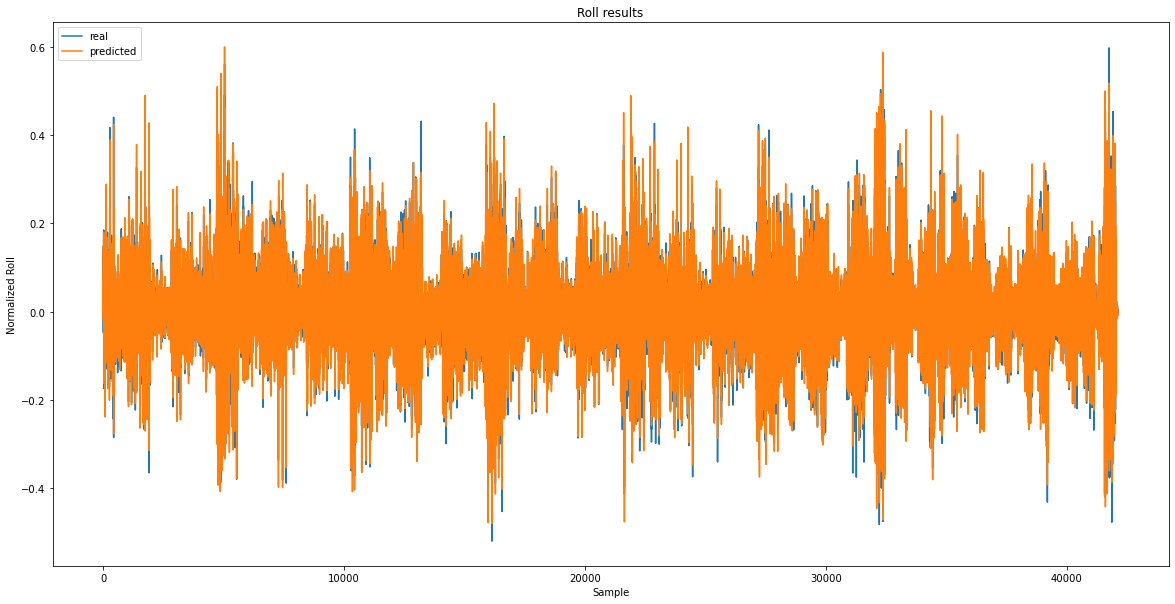 Roll results
real
predicted
Normalized Roll
0.6
0.4
0.2
0.0
−0.2
−0.4
0
10000
20000
30000
40000
Sample